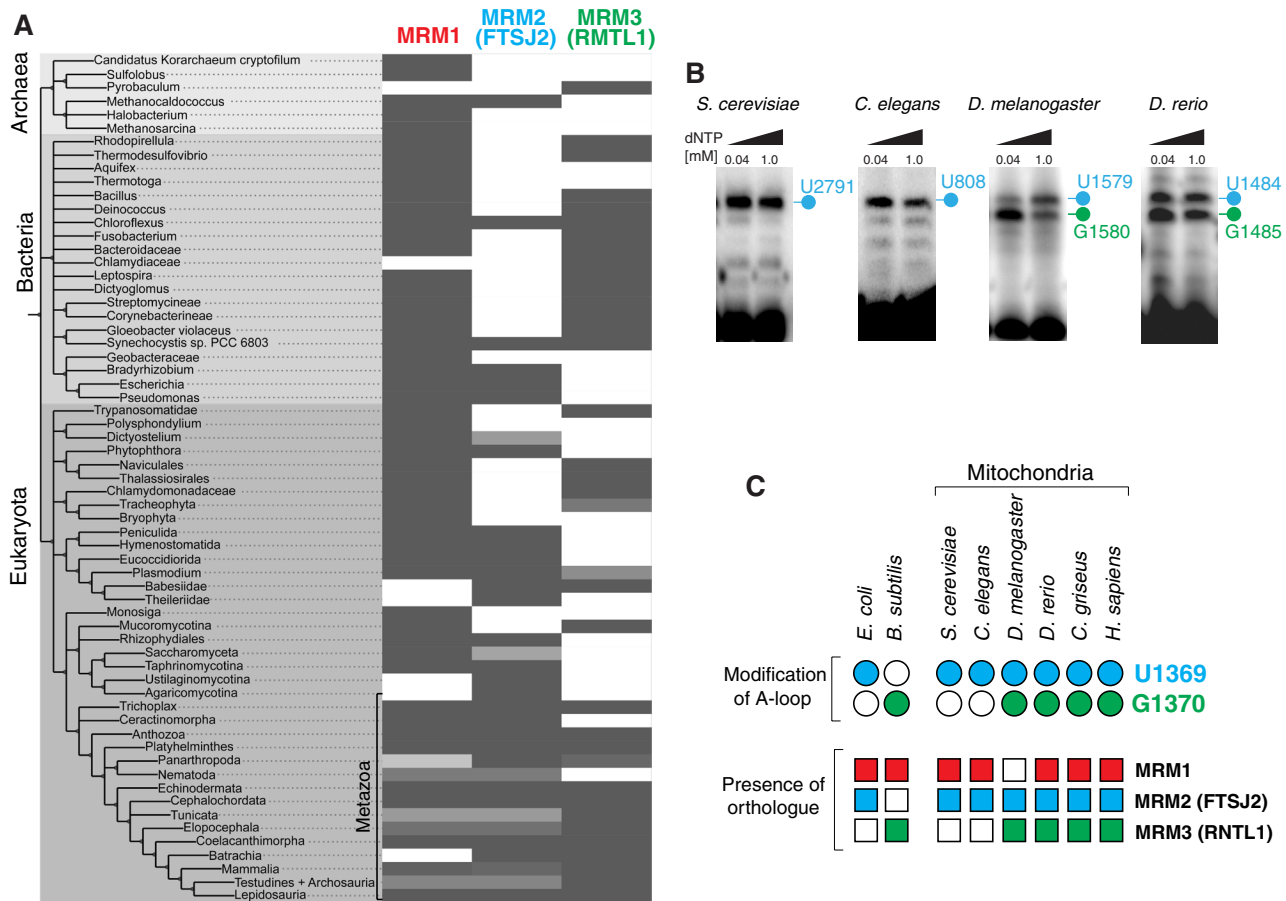 A
MRM1
MRM2
(FTSJ2)
MRM3
(RMTL1)
Archaea
Candidatus Korarchaeum cryptofilum
Sulfolobus
Pyrobaculum
Methanocaldococcus
Halobacterium
Methanosarcina
Bacteria
Rhodopirellula
Thermodesulfovibrio
Aquifex
Thermotoga
Bacillus
Deinococcus
Chloroflexus
Fusobacterium
Bacteroidaceae
Chlamydiaceae
Leptospira
Dictyoglomus
Streptomycineae
Corynebacterineae
Gloeobacter violaceus
Synechocystis sp. PCC 6803
Geobacteraceae
Bradyrhizobium
Escherichia
Pseudomonas
Eukaryota
Trypanosomatidae
Polysphondylium
Dictyostelium
Phytophthora
Naviculales
Thalassiosirales
Chlamydomonadaceae
Tracheophyta
Bryophyta
Peniculida
Hymenostomatida
Eucoccidiorida
Plasmodium
Babesiidae
Theileriidae
Monosiga
Mucoromycotina
Rhizophydiales
Saccharomyceta
Taphrinomycotina
Ustilaginomycotina
Agaricomycotina
Trichoplax
Ceractinomorpha
Anthozoa
Platyhelminthes
Panarthropoda
Nematoda
Echinodermata
Cephalochordata
Tunicata
Elopocephala
Coelacanthimorpha
Batrachia
Mammalia
Testudines + Archosauria
Lepidosauria
Metazoa
B
S. cerevisiae
C. elegans
D. melanogaster
D. rerio
dNTP
[mM]
0.04 1.0
0.04 1.0
0.04 1.0
0.04 1.0
U2791
U808
U1579
G1580
U1484
G1485
C
Mitochondria
E. coli
B. subtilis
S. cerevisiae
C. elegans
D. melanogaster
D. rerio
C. griseus
H. sapiens
Modification
of A-loop
U1369
G1370
Presence of
orthologue
MRM1
MRM2 (FTSJ2)
MRM3 (RNTL1)